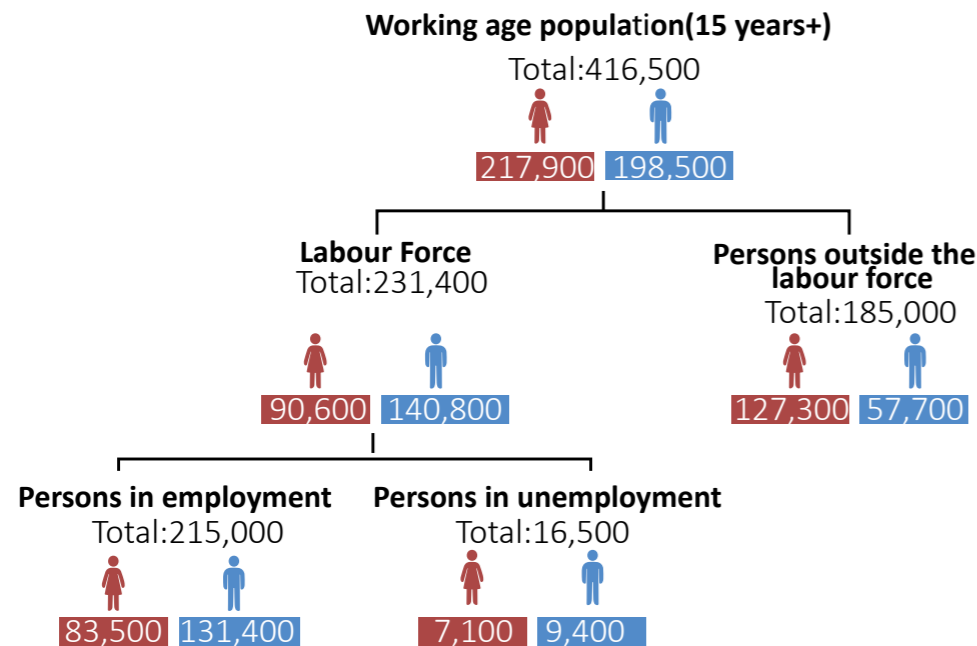 Working age population(15 years+)
Total:416,500
217,900 198,500
Labour Force
Total:231,400
90,600 140,800
Persons outside the
labour force
Total:185,000
127,300 57,700
Persons in employment
Total:215,000
83,500 131,400
Persons in unemployment
Total:16,500
7,100 9,400